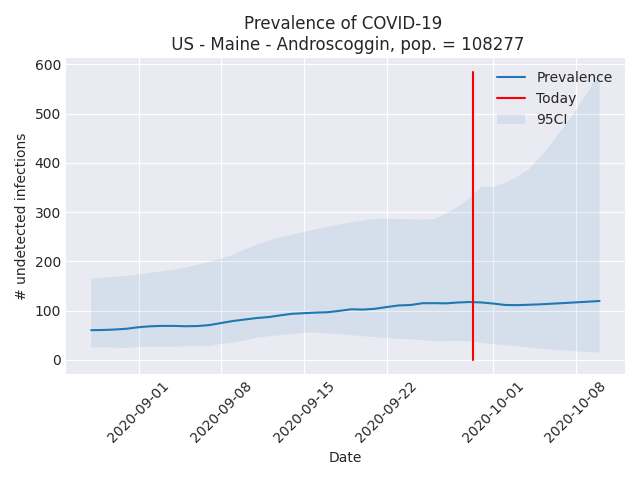 Prevalence of COVID-19
US - Maine - Androscoggin, pop. = 108277
600
500
400
300
200
100
0
# undetected infections
Prevalence
Today
95CI
2020-09-01
2020-09-08
2020-09-15
2020-09-22
2020-10-01
2020-10-08
Date